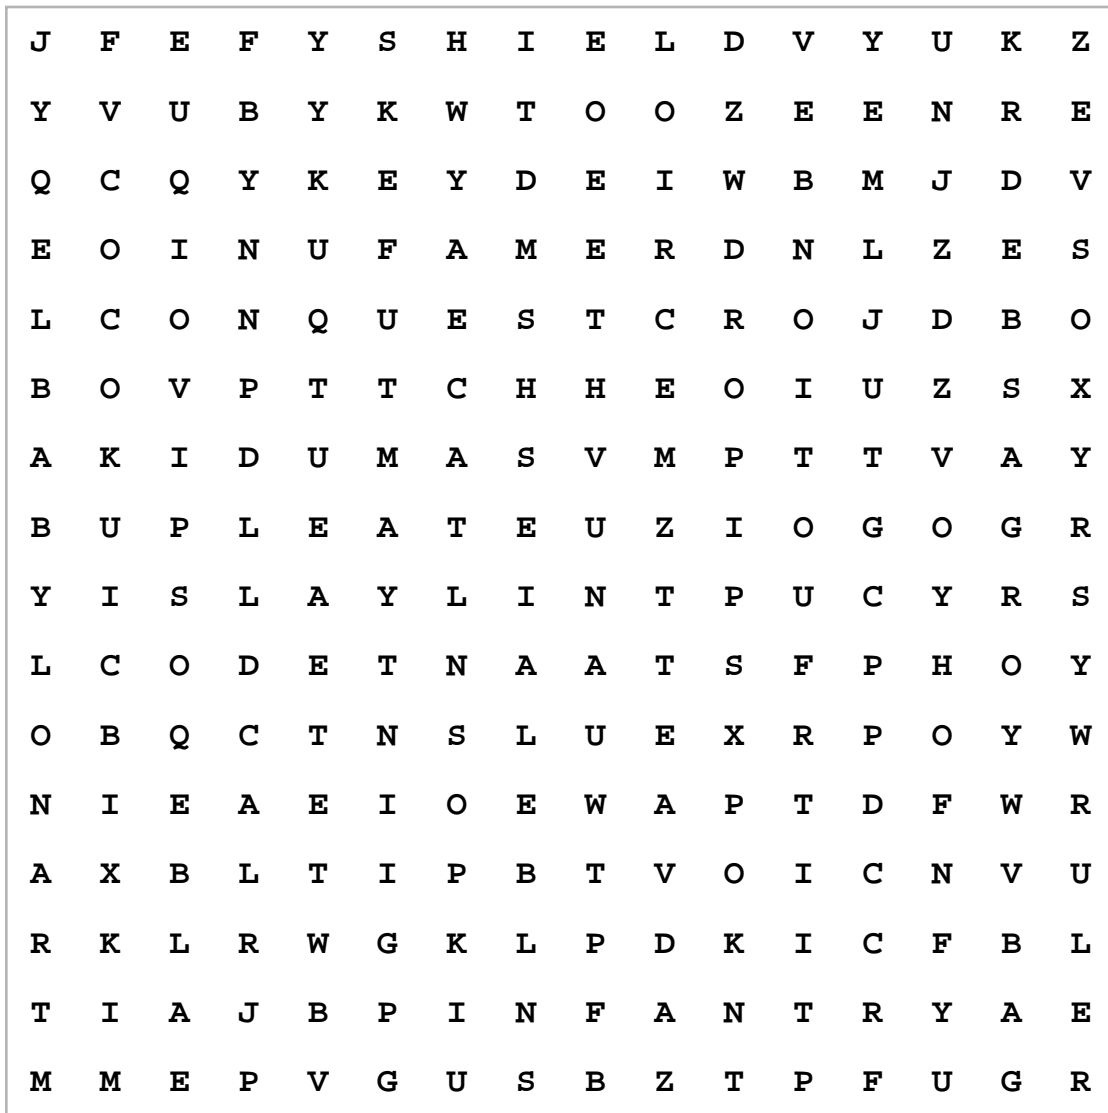 J F E F Y S H I E L D V Y U K Z
Y V U B Y K W T O O Z E E N R E
Q C Q Y K E Y D E I W B M J D V
E O I N U F A M E R D N L Z E S
L C O N Q U E S T C R O J D B O
B O V P T T C H H E O I U Z S X
A K I D U M A S V M P T T V A Y
B U P L E A T E U Z I O G O G R
Y I S L A Y L I N T P U C Y R S
L C O D E T N A A T S F P H O Y
O B Q C T N S L U E X R P O Y W
N I E A E I O E W A P T D F W R
A X B L T I P B T V O I C N V U
R K L R W G K L P D K I C F B L
T I A J B P I N F A N T R Y A E
M M E P V G U S B Z T P F U G R